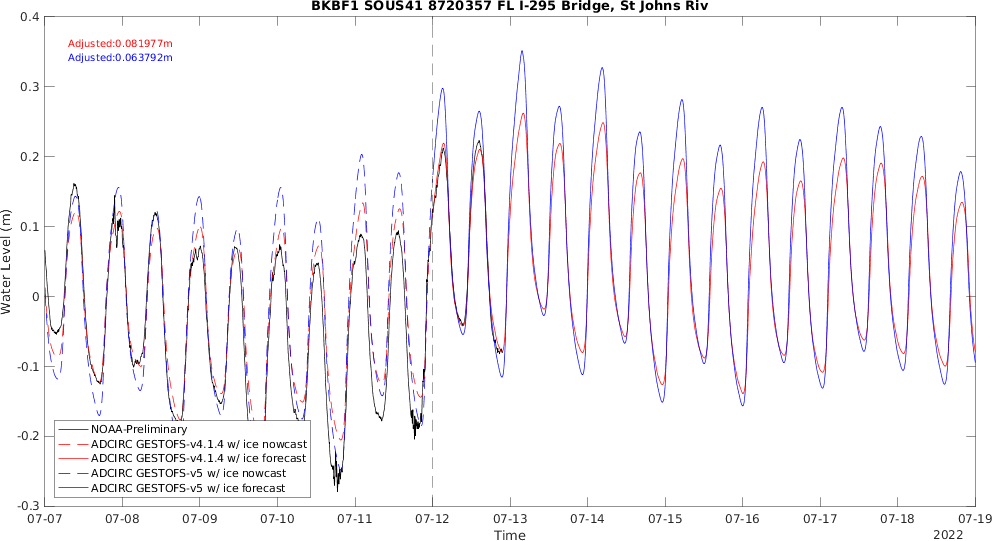 BKBF1 SOUS41 8720357 FL I-295 Bridge, St Johns Riv
Adjusted:0.081977m
Adjusted:0.063792m
0.4
0.3
0.2
0.1
0
-0.1
-0.2
-0.3
Water Level (m)
NOAA-Preliminary
ADCIRC GESTOFS-v4.1.4 w/ ice nowcast
ADCIRC GESTOFS-v4.1.4 w/ ice forecast
ADCIRC GESTOFS-v5 w/ ice nowcast
ADCIRC GESTOFS-v5 w/ ice forecast
07-07 07-08 07-09 07-10 07-11 07-12 07-13 07-14 07-15 07-16 07-17 07-18 07-19
Time
2022